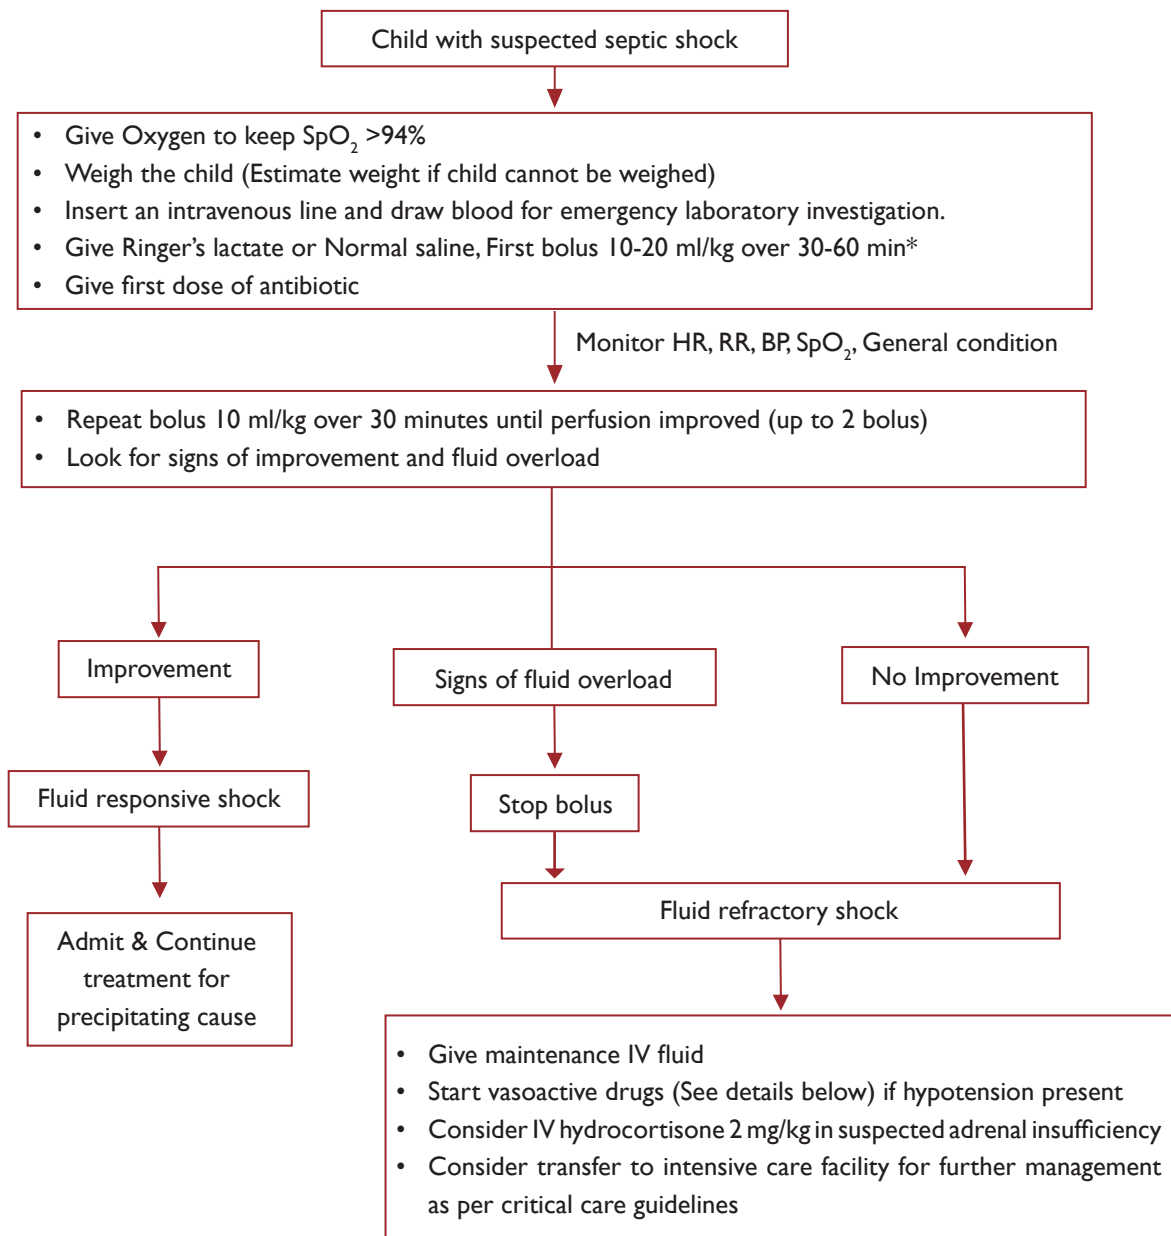 Child with suspected septic shock
• Give Oxygen to keep SpO₂ >94%
• Weigh the child (Estimate weight if child cannot be weighed)
• Insert an intravenous line and draw blood for emergency laboratory investigation.
• Give Ringer's lactate or Normal saline, First bolus 10-20 ml/kg over 30-60 min*
• Give first dose of antibiotic
Monitor HR, RR, BP, SpO₂, General condition
• Repeat bolus 10 ml/kg over 30 minutes until perfusion improved (up to 2 bolus)
• Look for signs of improvement and fluid overload
Improvement
Signs of fluid overload
No Improvement
Fluid responsive shock
Stop bolus
Fluid refractory shock
Admit & Continue
treatment for
precipitating cause
• Give maintenance IV fluid
• Start vasoactive drugs (See details below) if hypotension present
• Consider IV hydrocortisone 2 mg/kg in suspected adrenal insufficiency
• Consider transfer to intensive care facility for further management
as per critical care guidelines